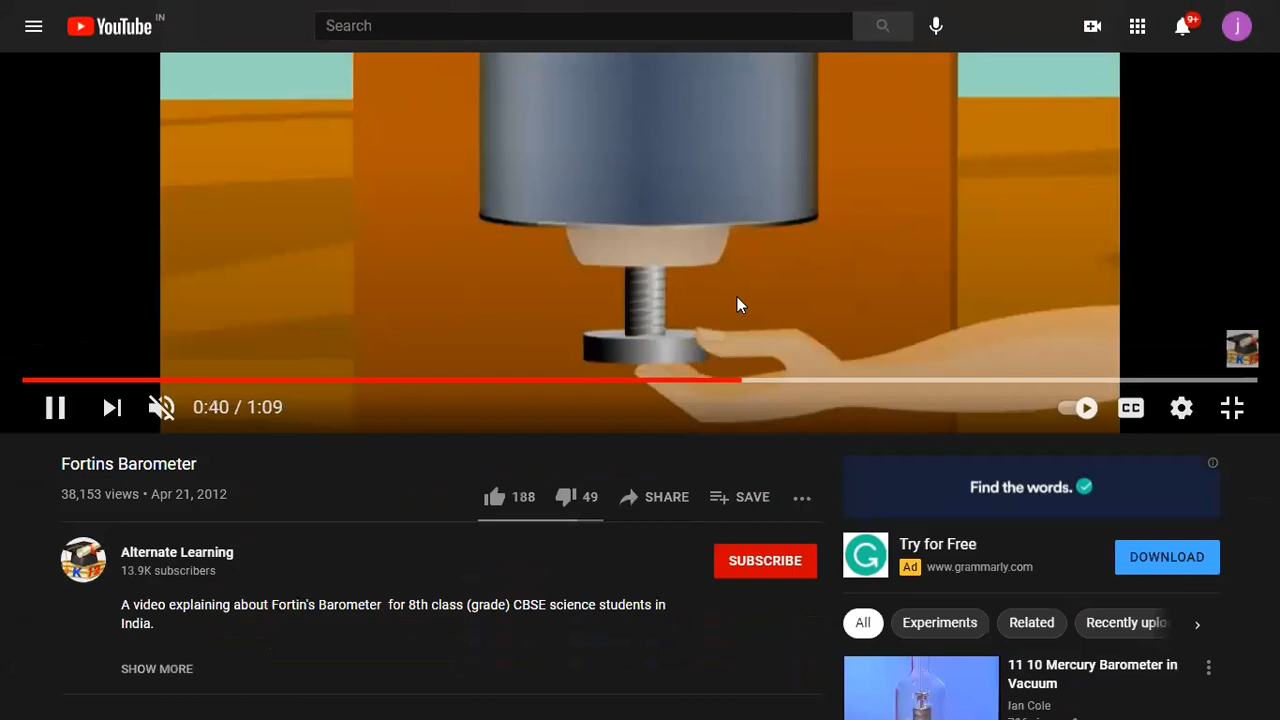 YouTube IN
Search
9+
j
0:40 / 1:09
CC
Fortins Barometer
38,153 views • Apr 21, 2012
188
49
SHARE
SAVE
Alternate Learning
13.9K subscribers
SUBSCRIBE
A video explaining about Fortin's Barometer for 8th class (grade) CBSE science students in
India.
SHOW MORE
Find the words.
Try for Free
Ad www.grammarly.com
DOWNLOAD
All
Experiments
Related
Recently uplo
11 10 Mercury Barometer in
Vacuum
Ian Cole